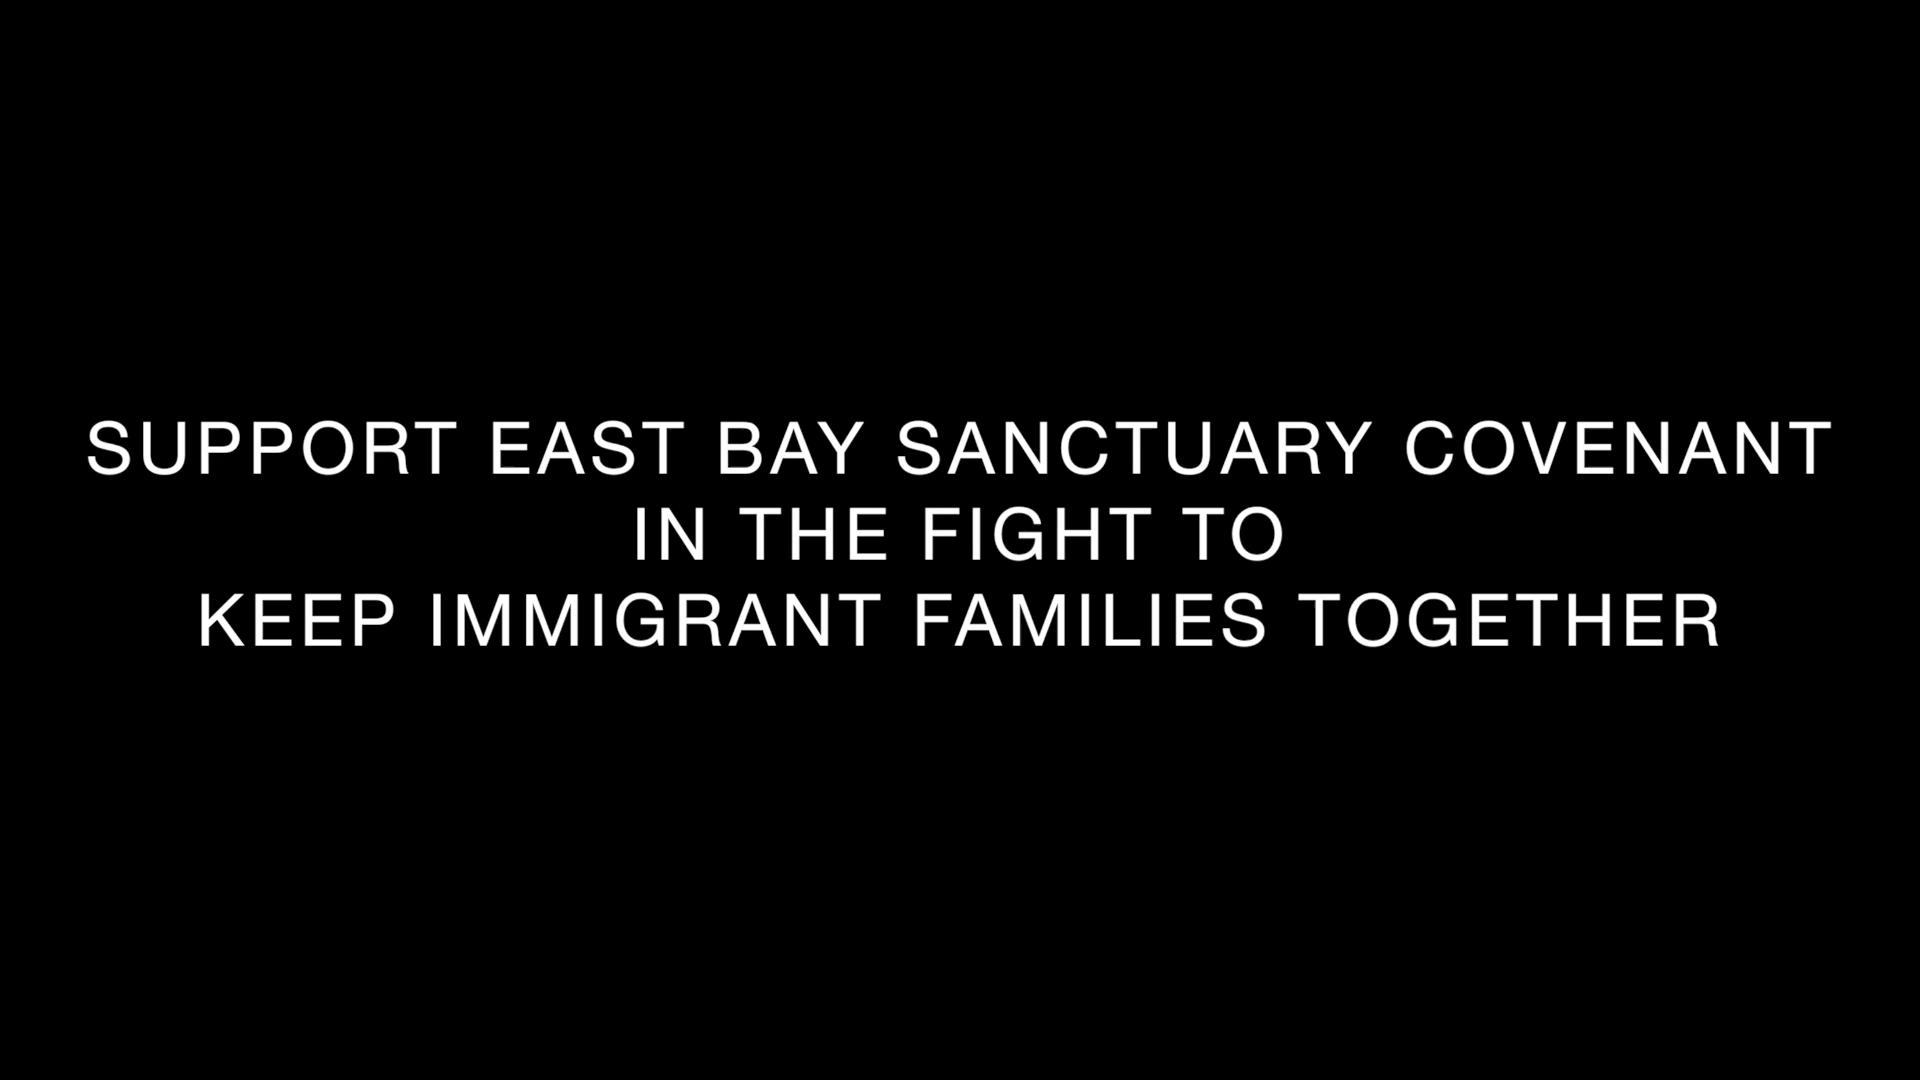 SUPPORT EAST BAY SANCTUARY COVENANT
IN THE FIGHT TO
KEEP IMMIGRANT FAMILIES TOGETHER